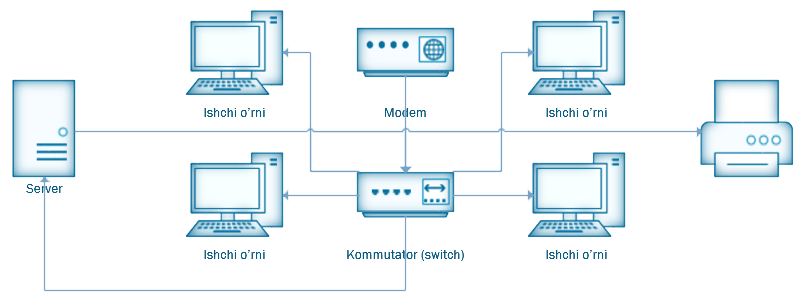 Ishchi o'rni
Modem
Ishchi o'rni
Server
Ishchi o'rni
Kommutator (switch)
Ishchi o'rni